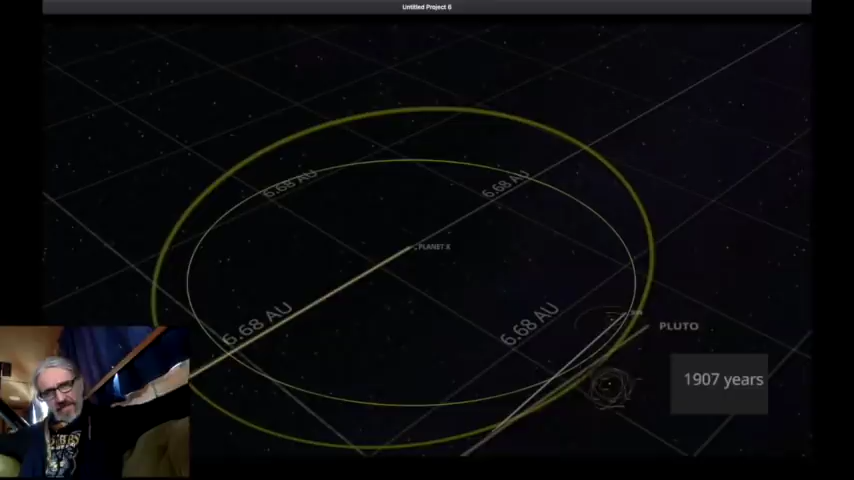 Untitled Project 6
6.68 AU
6.68 AU
PLANET X
6.68 AU
6.68 AU
PLUTO
1907 years